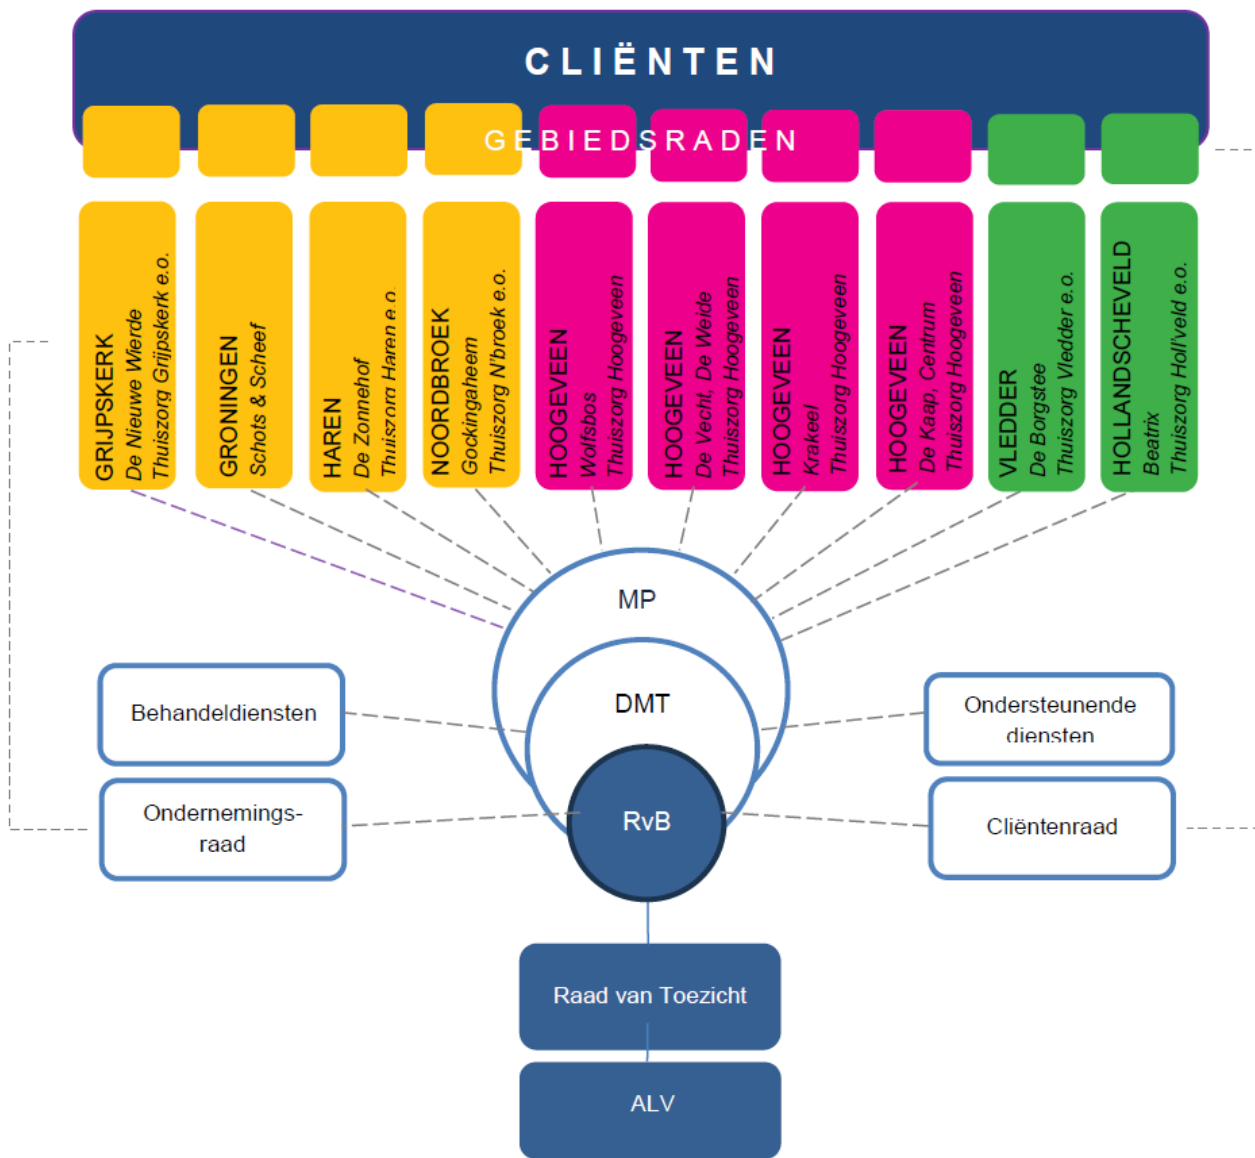 CLIËNTEN
GEBIEDSRADEN
GRIJPSKERK
De Nieuwe Wierde
Thuiszorg Grijpskerk e.o.
GRONINGEN
Schots & Scheef
HAREN
De Zonnehof
Thuiszorg Haren e.o.
NOORDBROEK
Gockingaheem
Thuiszorg N'broek e.o.
HOOGEVEEN
Wolfsbos
Thuiszorg Hoogeveen
HOOGEVEEN
De Vecht, De Weide
Thuiszorg Hoogeveen
HOOGEVEEN
Krakeel
Thuiszorg Hoogeveen
HOOGEVEEN
De Kaap, Centrum
Thuiszorg Hoogeveen
VLEDDER
De Borgstee
Thuiszorg Vledder e.o.
HOLLANDSCHEVELD
Beatrix
Thuiszorg Holl'veld e.o.
MP
DMT
RvB
Behandeldiensten
Ondernemings-
raad
Ondersteunende
diensten
Cliëntenraad
Raad van Toezicht
ALV